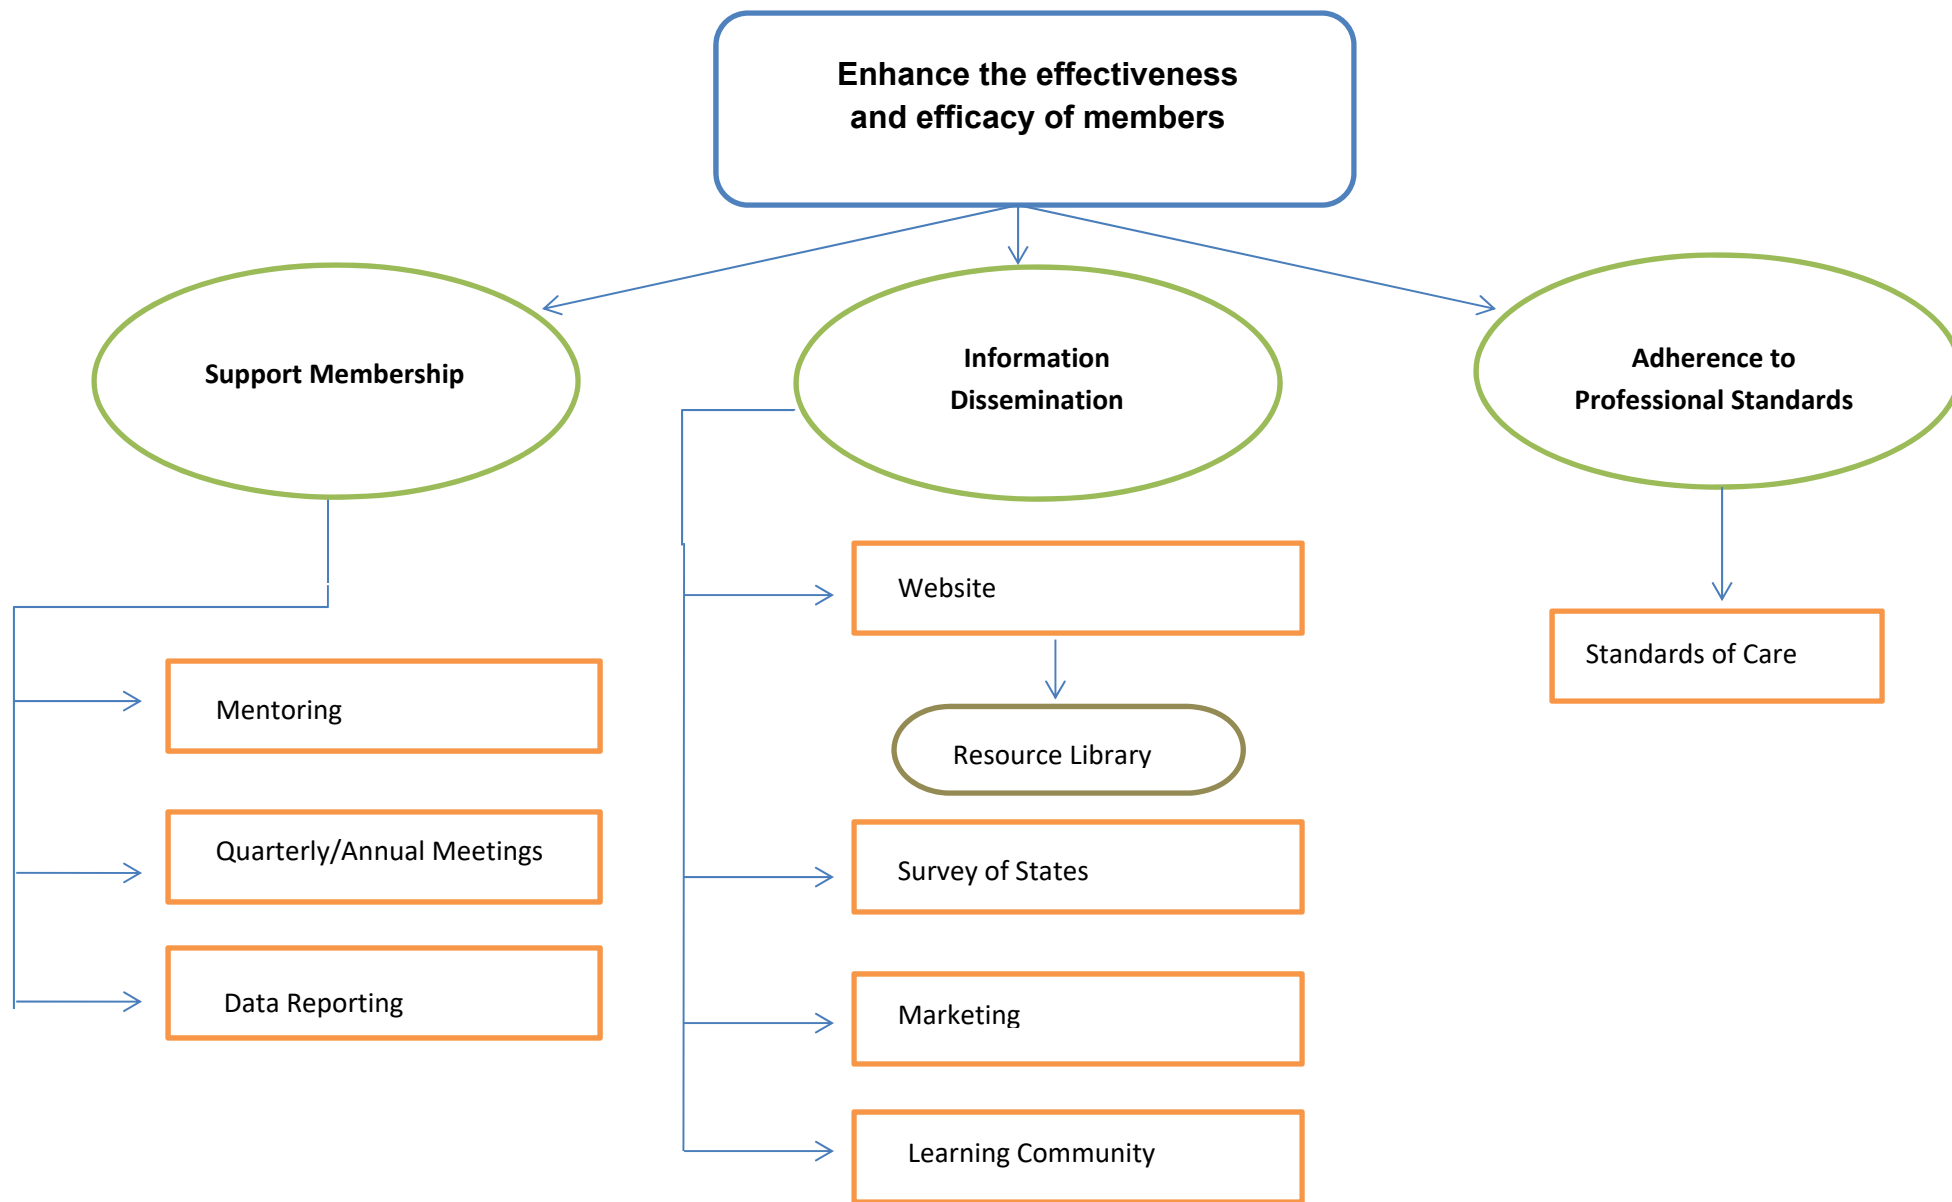 Enhance the effectiveness
and efficacy of members
Support Membership
Information
Dissemination
Adherence to
Professional Standards
Mentoring
Quarterly/Annual Meetings
Data Reporting
Website
Resource Library
Survey of States
Marketing
Learning Community
Standards of Care